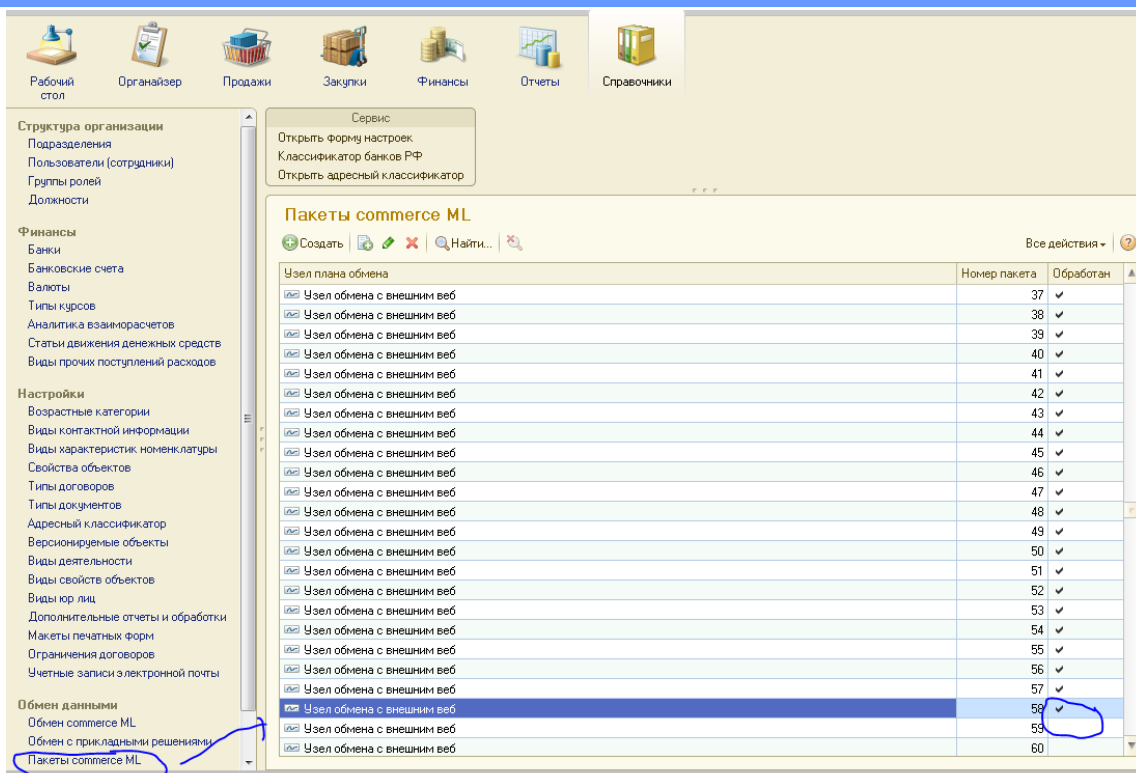 Рабочий стол
Органайзер
Продажи
Закупки
Финансы
Отчеты
Справочники
Структура организации
Подразделения
Пользователи (сотрудники)
Группы ролей
Должности
Финансы
Банки
Банковские счета
Валюты
Типы курсов
Аналитика взаиморасчетов
Статьи движения денежных средств
Виды прочих поступлений расходов
Настройки
Возрастные категории
Виды контактной информации
Виды характеристик номенклатуры
Свойства объектов
Типы договоров
Типы документов
Адресный классификатор
Версионируемые объекты
Виды деятельности
Виды свойств объектов
Виды юр лиц
Дополнительные отчеты и обработки
Макеты печатных форм
Ограничения договоров
Учетные записи электронной почты
Обмен данными
Обмен commerce ML
Обмен с прикладными решениями
Пакеты commerce ML
Сервис
Открыть форму настроек
Классификатор банков РФ
Открыть адресный классификатор
Пакеты commerce ML
Создать Найти... Все действия
Узел плана обмена Номер пакета Обработан
Узел обмена с внешним веб 37 ✔
Узел обмена с внешним веб 38 ✔
Узел обмена с внешним веб 39 ✔
Узел обмена с внешним веб 40 ✔
Узел обмена с внешним веб 41 ✔
Узел обмена с внешним веб 42 ✔
Узел обмена с внешним веб 43 ✔
Узел обмена с внешним веб 44 ✔
Узел обмена с внешним веб 45 ✔
Узел обмена с внешним веб 46 ✔
Узел обмена с внешним веб 47 ✔
Узел обмена с внешним веб 48 ✔
Узел обмена с внешним веб 49 ✔
Узел обмена с внешним веб 50 ✔
Узел обмена с внешним веб 51 ✔
Узел обмена с внешним веб 52 ✔
Узел обмена с внешним веб 53 ✔
Узел обмена с внешним веб 54 ✔
Узел обмена с внешним веб 55 ✔
Узел обмена с внешним веб 56 ✔
Узел обмена с внешним веб 57 ✔
Узел обмена с внешним веб 58 ✔
Узел обмена с внешним веб 59
Узел обмена с внешним веб 60